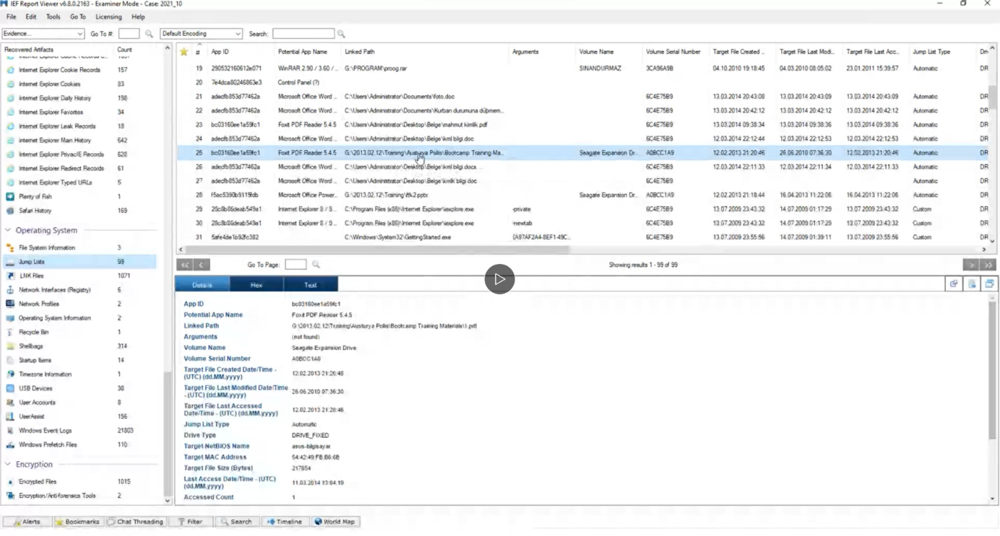 IEF Report Viewer v6.8.0.2163 - Examiner Mode - Case: 2021_10
File Edit Tools Go To Licensing Help
Evidence... Go To #: Default Encoding Search:
Recovered Artifacts Count
Internet Explorer Cookie Records 157
Internet Explorer Cookies 83
Internet Explorer Daily History 198
Internet Explorer Favorites 34
Internet Explorer Leak Records 18
Internet Explorer Main History 642
Internet Explorer PrivacIE Records 628
Internet Explorer Redirect Records 61
Internet Explorer Typed URLs 5
Plenty of Fish 1
Safari History 169
Operating System
File System Information 3
Jump Lists 99
LNK Files 1071
Network Interfaces (Registry) 6
Network Profiles 2
Operating System Information 2
Recycle Bin 1
Shellbags 314
Startup Items 14
Timezone Information 1
USB Devices 38
User Accounts 8
UserAssist 156
Windows Event Logs 21803
Windows Prefetch Files 110
Encryption
Encrypted Files 1015
Encryption/Anti-forensics Tools 2
# App ID Potential App Name Linked Path Arguments Volume Name Volume Serial Number Target File Created ... Target File Last Modi... Target File Last Acc... Jump List Type Driv
19 290532160612e071 WinRAR 2.90 / 3.60 / ... G:\PROGRAM\proog.rar SINANDURMAZ 3CA96A9B 04.10.2010 19:18:45 04.03.2010 08:05:02 23.01.2011 15:39:57 Automatic DR
20 7e4dca80246863e3 Control Panel (?)
21 adecfb853d77462a Microsoft Office Word ... C:\Users\Administrator\Documents\foto.doc 6C4E75B9 13.03.2014 20:43:08 13.03.2014 20:43:09 13.03.2014 20:43:09 Automatic DR
22 adecfb853d77462a Microsoft Office Word ... C:\Users\Administrator\Documents\Kurban durumuna düþmem... 6C4E75B9 13.03.2014 20:42:12 13.03.2014 20:42:12 13.03.2014 20:42:12 Automatic DR
23 bc03160ee1a59fc1 Foxit PDF Reader 5.4.5 C:\Users\Administrator\Desktop\Belge\mahmut kimlik.pdf 6C4E75B9 14.03.2014 09:38:34 14.03.2014 09:38:36 14.03.2014 09:38:36 Automatic DR
24 adecfb853d77462a Microsoft Office Word ... C:\Users\Administrator\Desktop\Belge\kml bilgi.doc 6C4E75B9 12.03.2014 22:12:44 12.03.2014 22:12:53 12.03.2014 22:12:53 Automatic DR
25 bc03160ee1a59fc1 Foxit PDF Reader 5.4.5 G:\2013.02.12\Training\Austurya Polis\Bootcamp Training Ma... Seagate Expansion Dr... A0BCC1A9 12.02.2013 21:20:46 26.06.2010 07:36:30 12.02.2013 21:20:46 Automatic DR
26 adecfb853d77462a Microsoft Office Word ... C:\Users\Administrator\Desktop\Belge\kml bilgi.docx 6C4E75B9 12.03.2014 22:11:33 12.03.2014 22:11:34 12.03.2014 22:11:33 Automatic DR
27 adecfb853d77462a Microsoft Office Word ... C:\Users\Administrator\Desktop\Belge\kimlik bilgi.doc Automatic
28 f5ac5390b9115fdb Microsoft Office Power... G:\2013.02.12\Training\ftk2.pptx Seagate Expansion Dr... A0BCC1A9 12.02.2013 21:18:44 16.04.2013 11:22:06 16.04.2013 11:22:06 Automatic DR
29 28c8b86deab549a1 Internet Explorer 8 / 9... C:\Program Files (x86)\Internet Explorer\iexplore.exe -private 6C4E75B9 13.07.2009 23:43:32 14.07.2009 01:17:29 13.07.2009 23:43:32 Custom DR
30 28c8b86deab549a1 Internet Explorer 8 / 9... C:\Program Files (x86)\Internet Explorer\iexplore.exe -newtab 6C4E75B9 13.07.2009 23:43:32 14.07.2009 01:17:29 13.07.2009 23:43:32 Custom DR
31 5afe4de1b92fc382 C:\Windows\System32\GettingStarted.exe {A97AF2A4-8EF1-49C... 6C4E75B9 13.07.2009 23:55:56 14.07.2009 01:39:11 13.07.2009 23:55:56 Custom DR
Go To Page: Showing results 1 - 99 of 99
Details Hex Text
App ID bc03160ee1a59fc1
Potential App Name Foxit PDF Reader 5.4.5
Linked Path G:\2013.02.12\Training\Austurya Polis\Bootcamp Training Materials\1.pdf
Arguments (not found)
Volume Name Seagate Expansion Drive
Volume Serial Number A0BCC1A9
Target File Created Date/Time -
(UTC) (dd.MM.yyyy) 12.02.2013 21:20:46
Target File Last Modified Date/Time
- (UTC) (dd.MM.yyyy) 26.06.2010 07:36:30
Target File Last Accessed
Date/Time - (UTC) (dd.MM.yyyy) 12.02.2013 21:20:46
Jump List Type Automatic
Drive Type DRIVE_FIXED
Target NetBIOS Name asus-bilgisayar
Target MAC Address 54:42:49:FB:B6:6B
Target File Size (Bytes) 217654
Last Access Date/Time - (UTC)
(dd.MM.yyyy) 11.03.2014 13:04:19
Accessed Count 1
Alerts Bookmarks Chat Threading Filter Search Timeline World Map